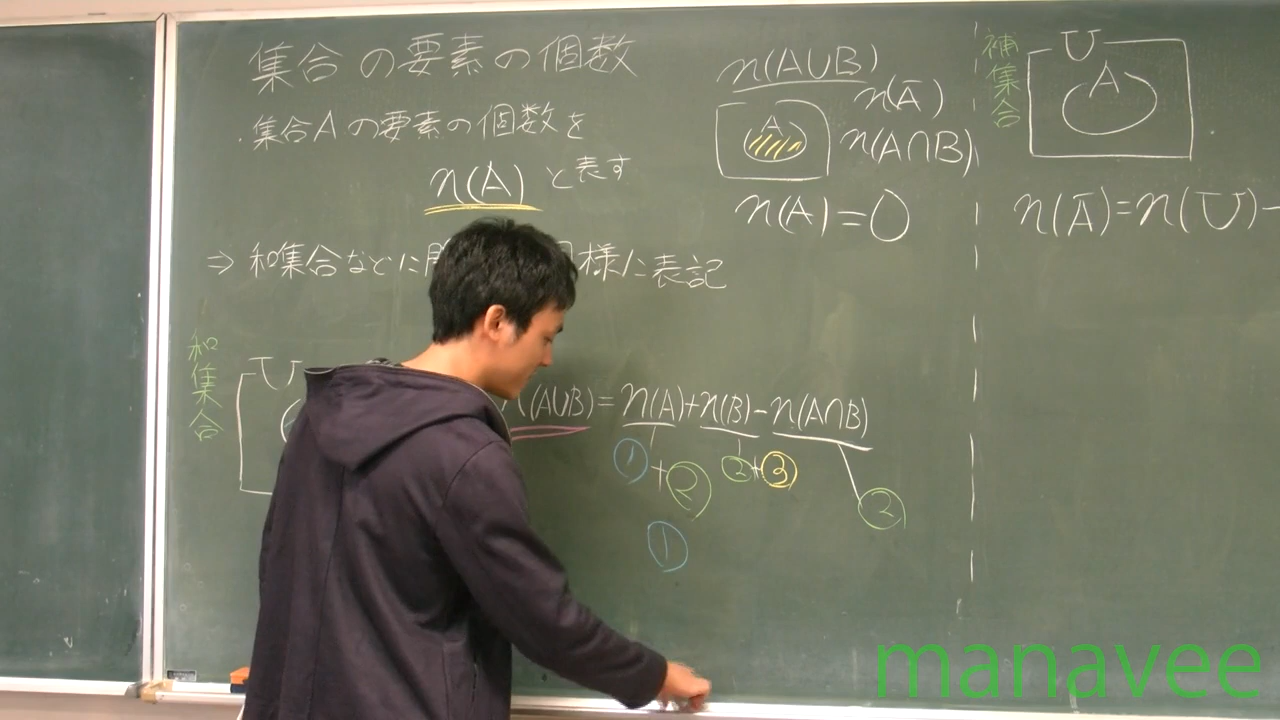 集合の要素の個数
・集合Aの要素の個数を
n(A)と表す
⇒ 和集合などに 様に表記
n(A∪B)
n(Ā)
A
n(A∩B)
n(A)=0
和集合
U
(A∪B)=n(A)+n(B)-n(A∩B)
①+② ②+③ ②
①
補集合
U
A
n(Ā)=n(U)-
manavee